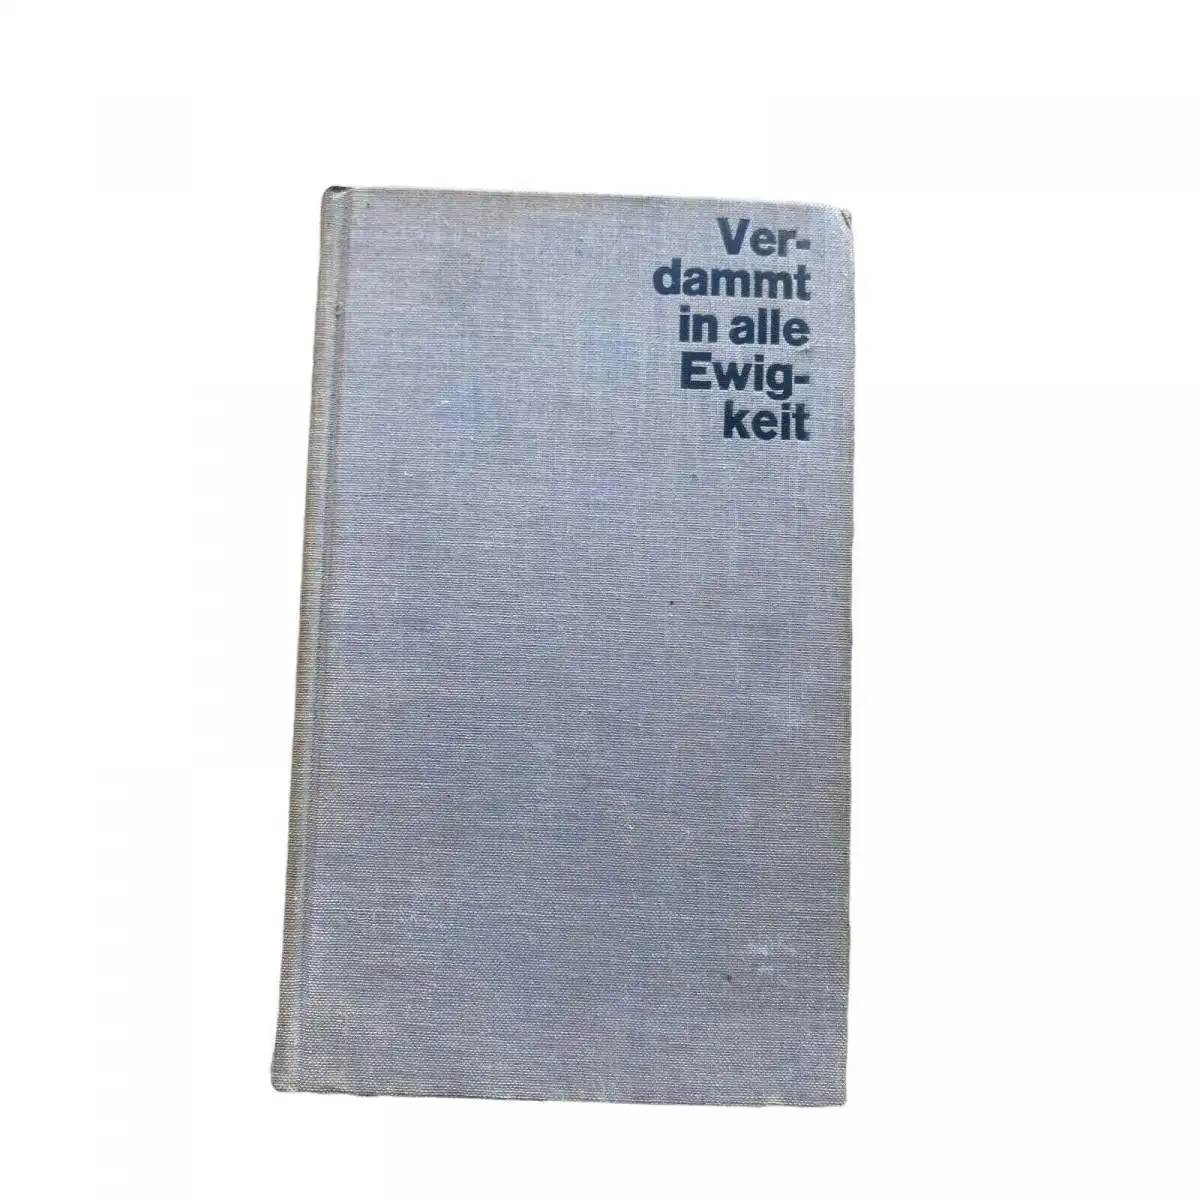 Ver-
dammt
in alle
Ewig-
keit